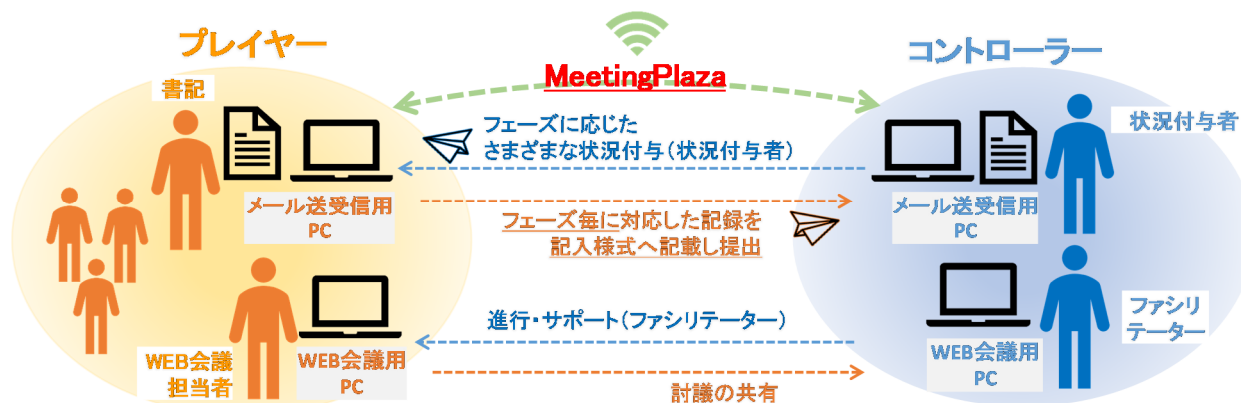 プレイヤー
コントローラー
MeetingPlaza
書記
状況付与者
フェーズに応じた
さまざまな状況付与（状況付与者）
メール送受信用
PC
フェーズ毎に対応した記録を
記入様式へ記載し提出
メール送受信用
PC
進行・サポート（ファシリテーター）
ファシリ
テーター
WEB会議
担当者
WEB会議用
PC
WEB会議用
PC
討議の共有